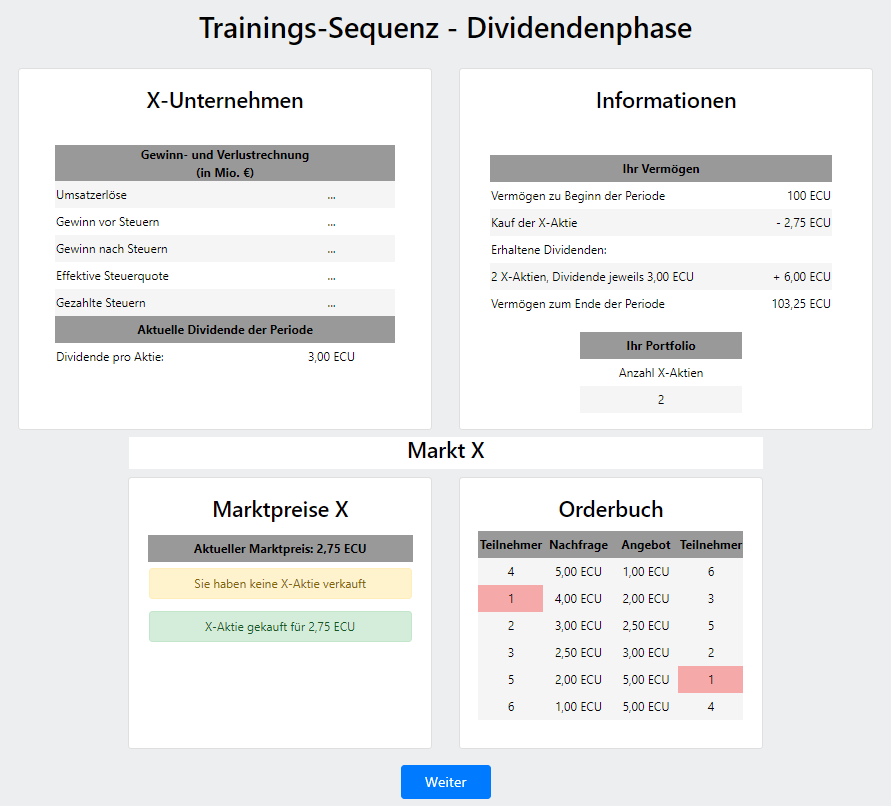 Trainings-Sequenz - Dividendenphase
X-Unternehmen
Gewinn- und Verlustrechnung
(in Mio. €)
Umsatzerlöse ...
Gewinn vor Steuern ...
Gewinn nach Steuern ...
Effektive Steuerquote ...
Gezahlte Steuern ...
Aktuelle Dividende der Periode
Dividende pro Aktie: 3,00 ECU
Informationen
Ihr Vermögen
Vermögen zu Beginn der Periode 100 ECU
Kauf der X-Aktie - 2,75 ECU
Erhaltene Dividenden:
2 X-Aktien, Dividende jeweils 3,00 ECU + 6,00 ECU
Vermögen zum Ende der Periode 103,25 ECU
Ihr Portfolio
Anzahl X-Aktien
2
Markt X
Marktpreise X
Aktueller Marktpreis: 2,75 ECU
Sie haben keine X-Aktie verkauft
X-Aktie gekauft für 2,75 ECU
Orderbuch
Teilnehmer Nachfrage Angebot Teilnehmer
4 5,00 ECU 1,00 ECU 6
1 4,00 ECU 2,00 ECU 3
2 3,00 ECU 2,50 ECU 5
3 2,50 ECU 3,00 ECU 2
5 2,00 ECU 5,00 ECU 1
6 1,00 ECU 5,00 ECU 4
Weiter